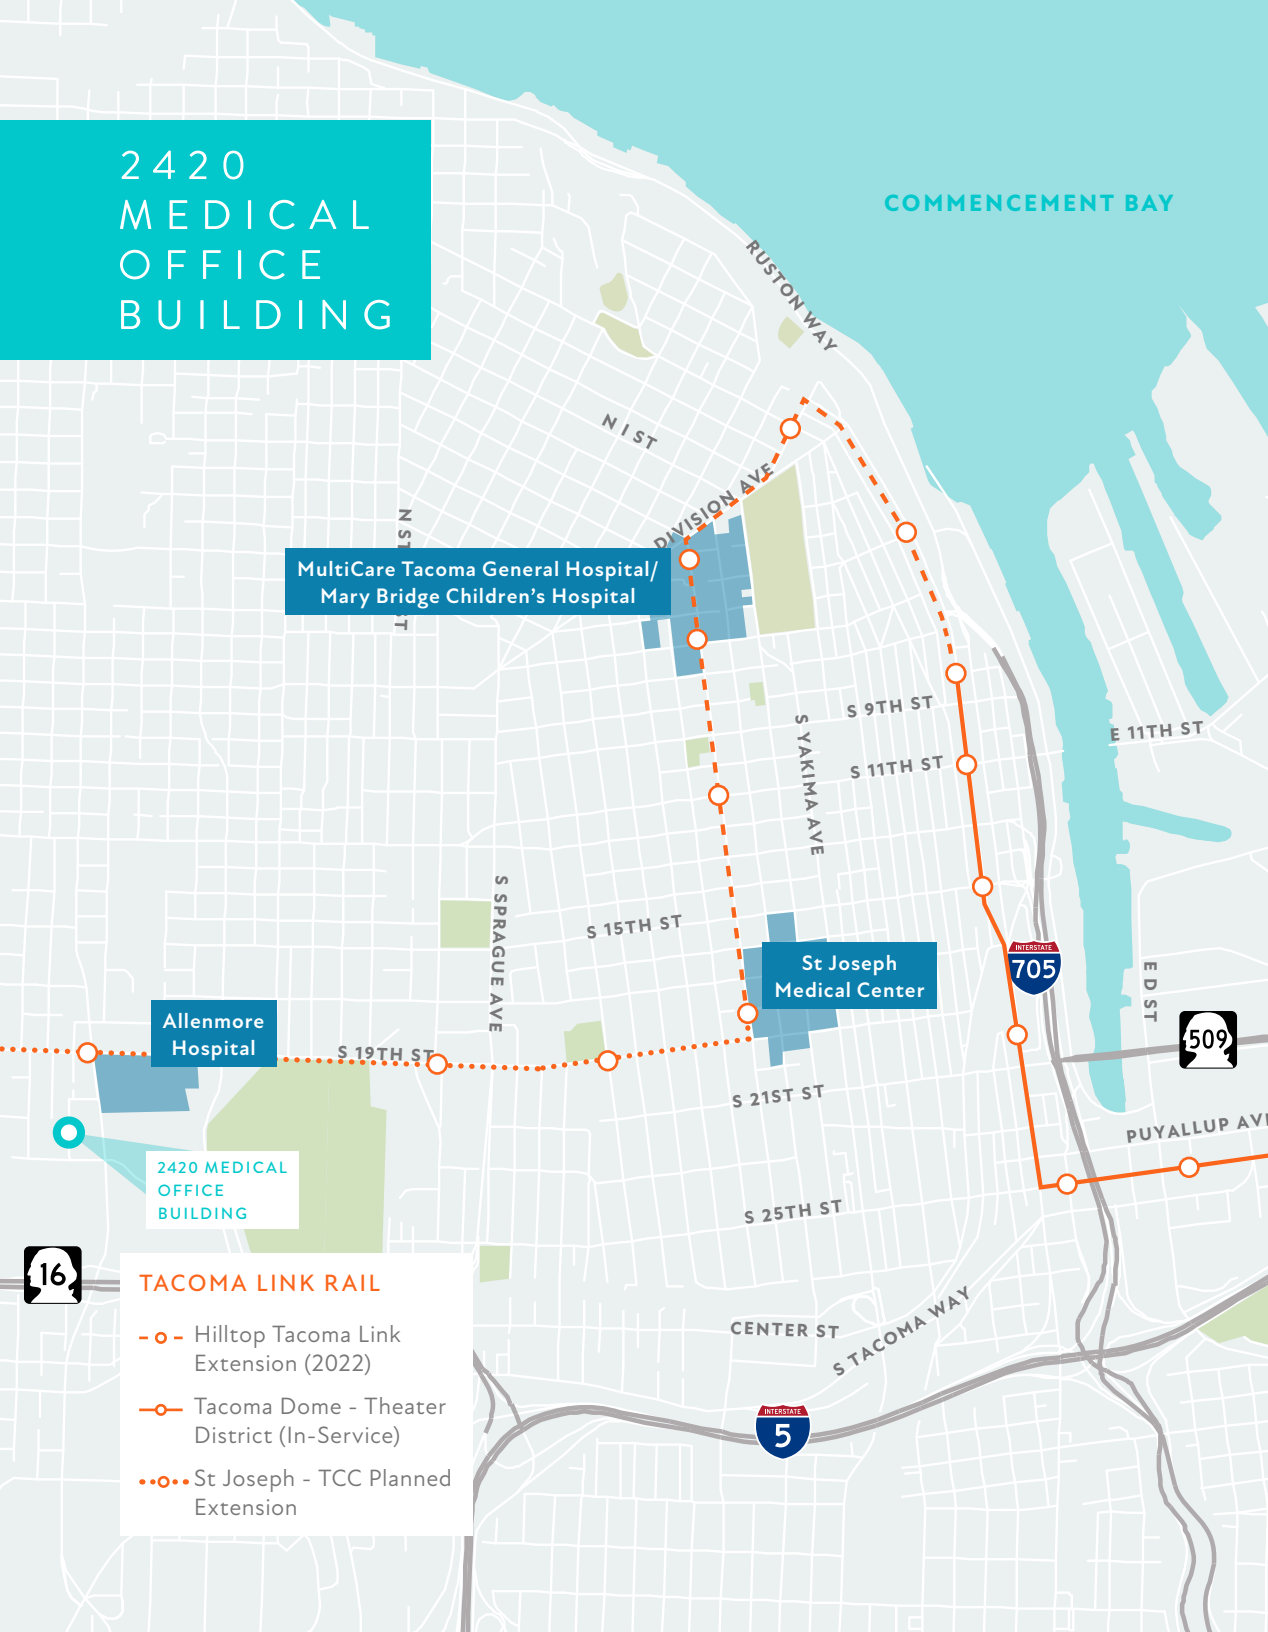 2420
MEDICAL
OFFICE
BUILDING
COMMENCEMENT BAY
RUSTON WAY
N I ST
DIVISION AVE
N ST
ST
MultiCare Tacoma General Hospital/
Mary Bridge Children’s Hospital
S 9TH ST
S YAKIMA AVE
E 11TH ST
S 11TH ST
S SPRAGUE AVE
S 15TH ST
St Joseph
Medical Center
INTERSTATE
705
E D ST
509
Allenmore
Hospital
S 19TH ST
S 21ST ST
PUYALLUP AVE
2420 MEDICAL
OFFICE
BUILDING
S 25TH ST
16
TACOMA LINK RAIL
Hilltop Tacoma Link
Extension (2022)
Tacoma Dome - Theater
District (In-Service)
St Joseph - TCC Planned
Extension
CENTER ST
S TACOMA WAY
INTERSTATE
5